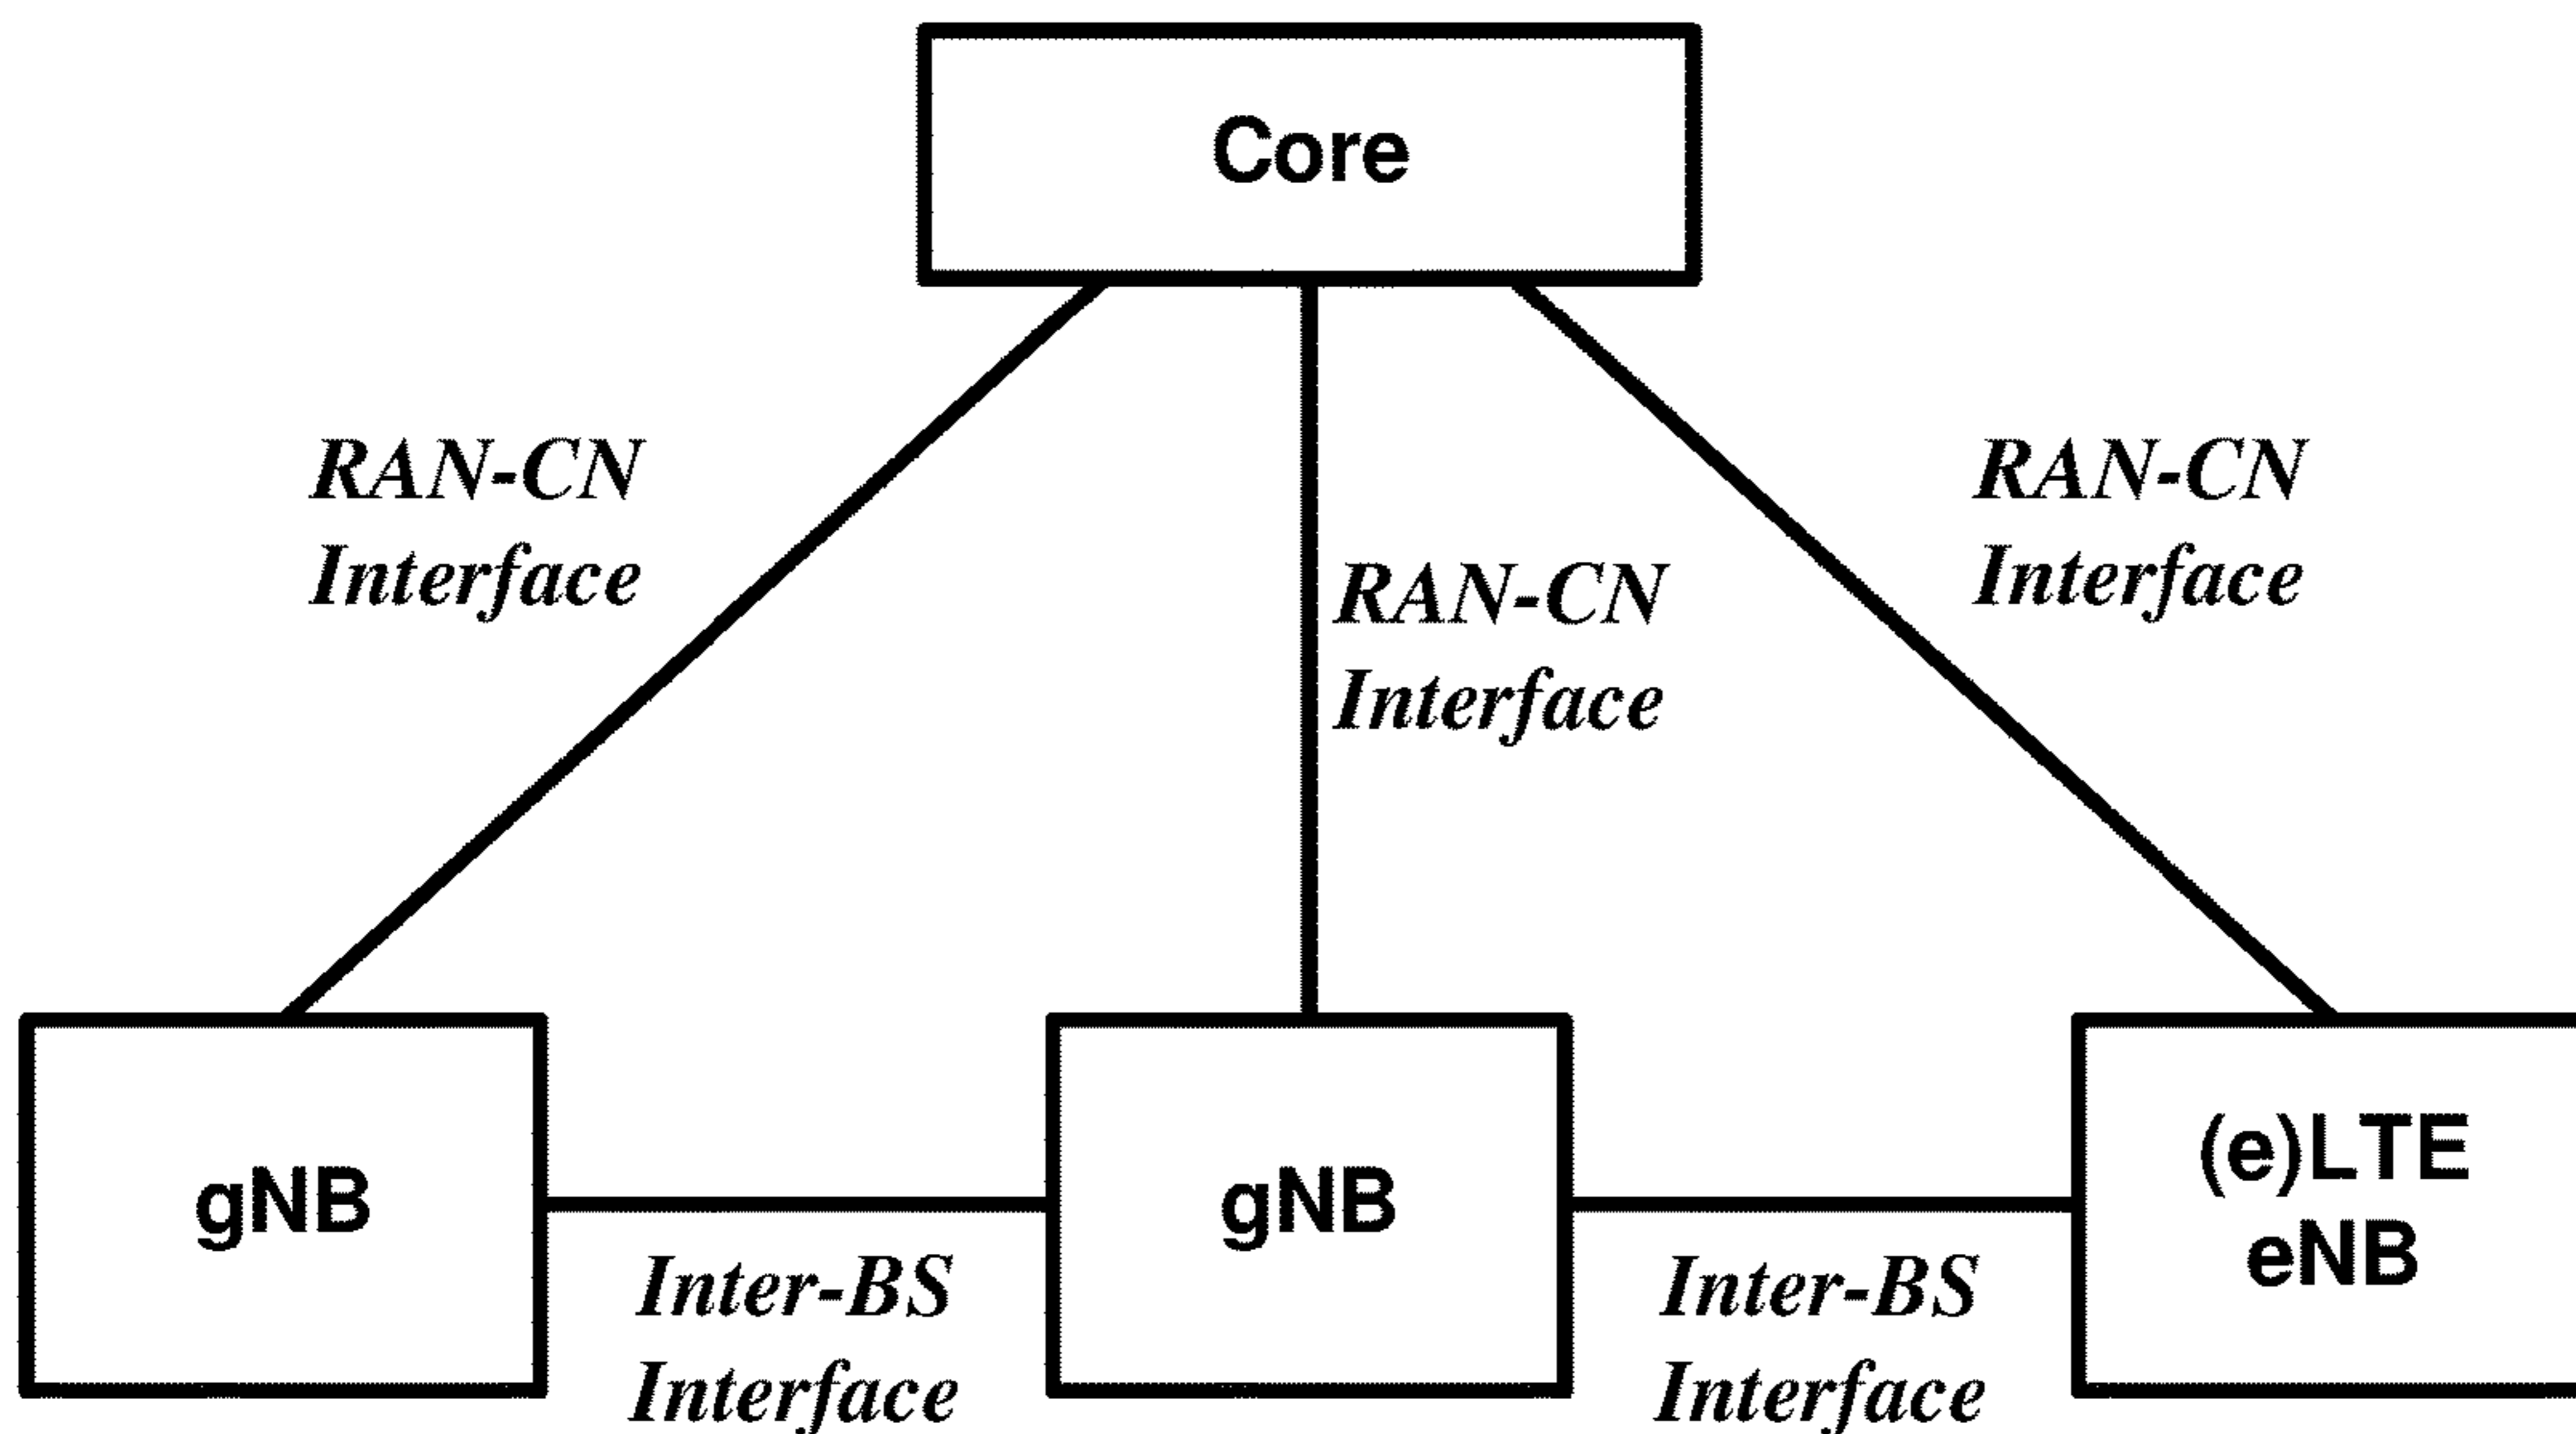 Core
RAN-CN
Interface
RAN-CN
Interface
RAN-CN
Interface
gNB
gNB
(e)LTE
eNB
Inter-BS
Interface
Inter-BS
Interface